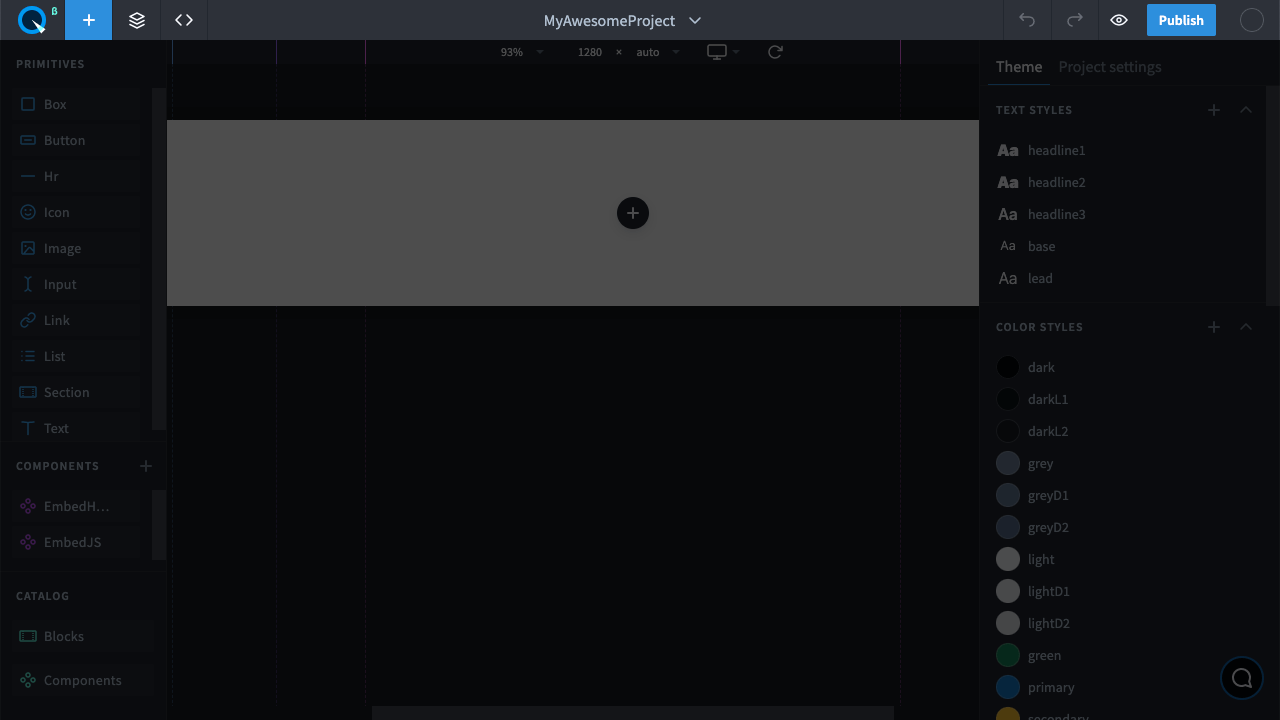 β
MyAwesomeProject
Publish
PRIMITIVES
Box
Button
Hr
Icon
Image
Input
Link
List
Section
Text
COMPONENTS
EmbedH...
EmbedJS
CATALOG
Blocks
Components
93% 1280 × auto
Theme Project settings
TEXT STYLES
Aa headline1
Aa headline2
Aa headline3
Aa base
Aa lead
COLOR STYLES
dark
darkL1
darkL2
grey
greyD1
greyD2
light
lightD1
lightD2
green
primary
secondary